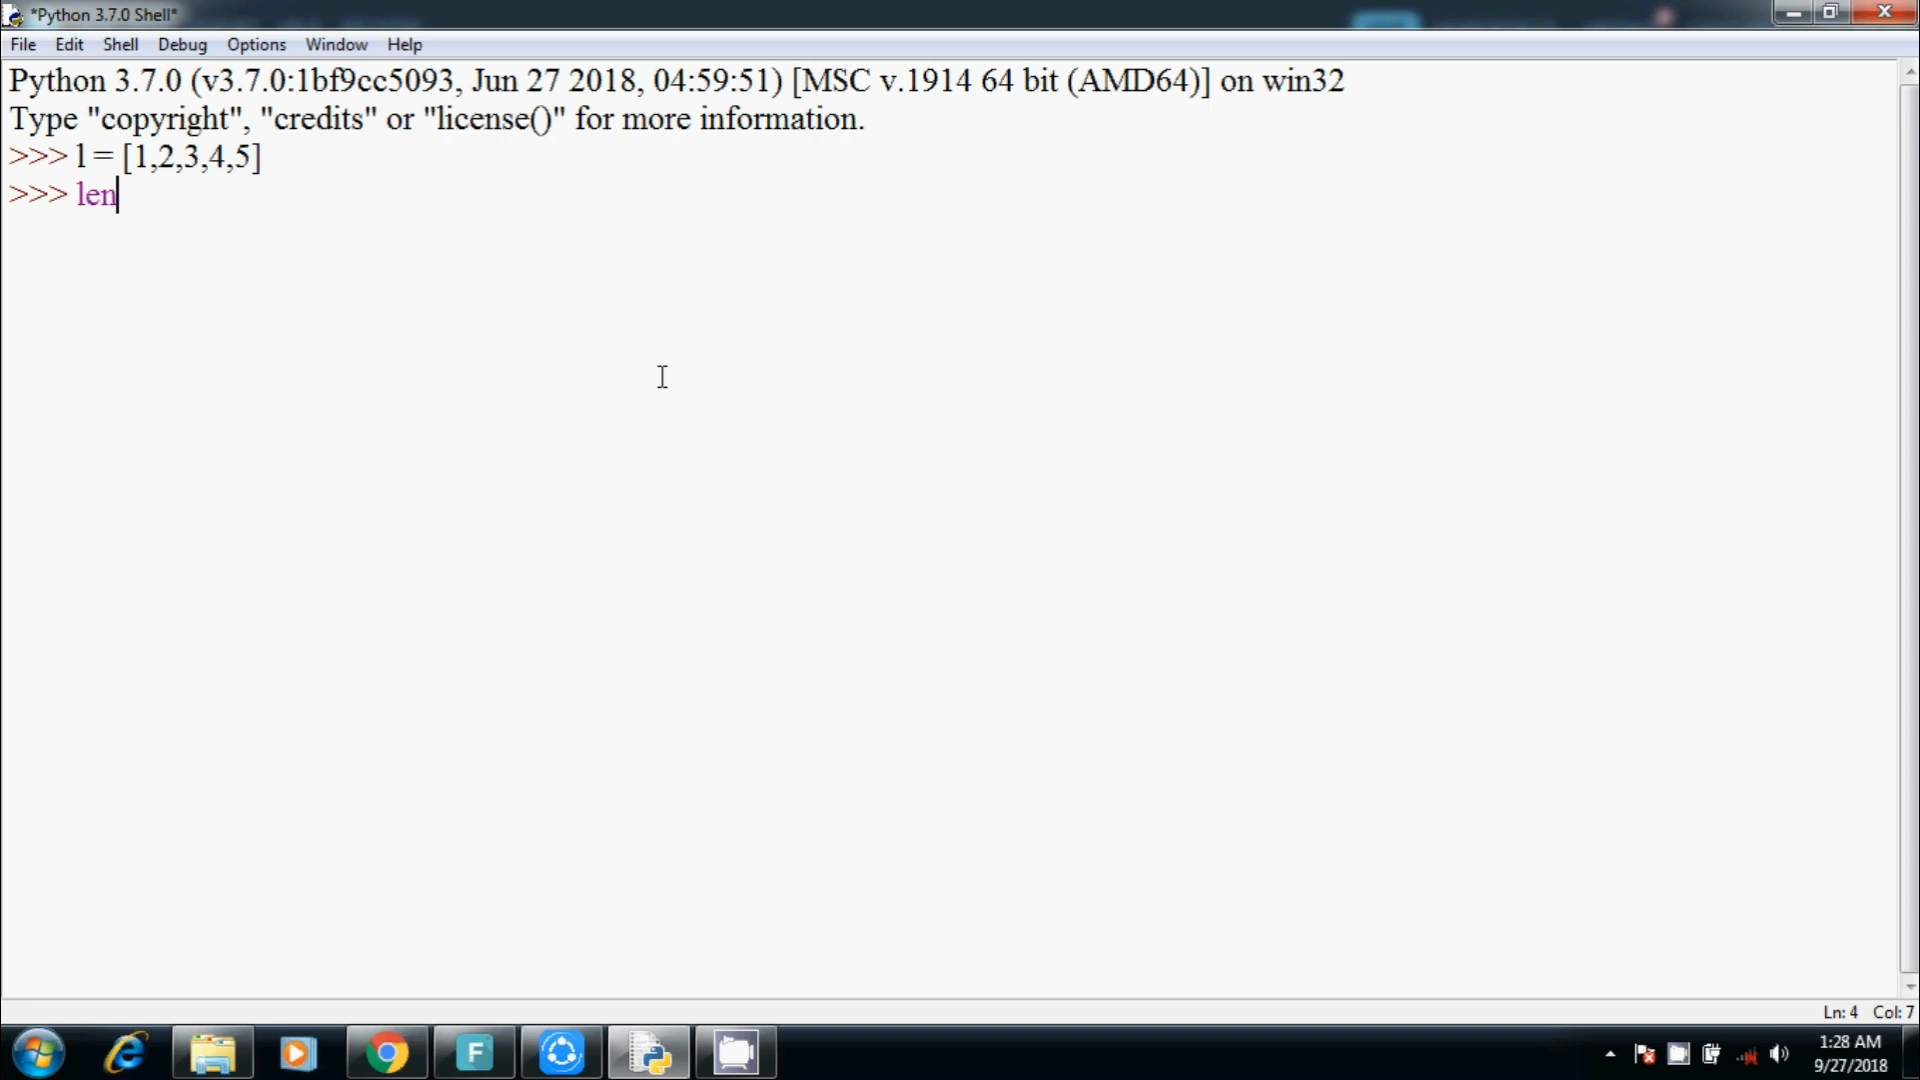 *Python 3.7.0 Shell*
File Edit Shell Debug Options Window Help
Python 3.7.0 (v3.7.0:1bf9cc5093, Jun 27 2018, 04:59:51) [MSC v.1914 64 bit (AMD64)] on win32
Type "copyright", "credits" or "license()" for more information.
>>> l = [1,2,3,4,5]
>>> len
Ln: 4 Col: 7
F
1:28 AM
9/27/2018